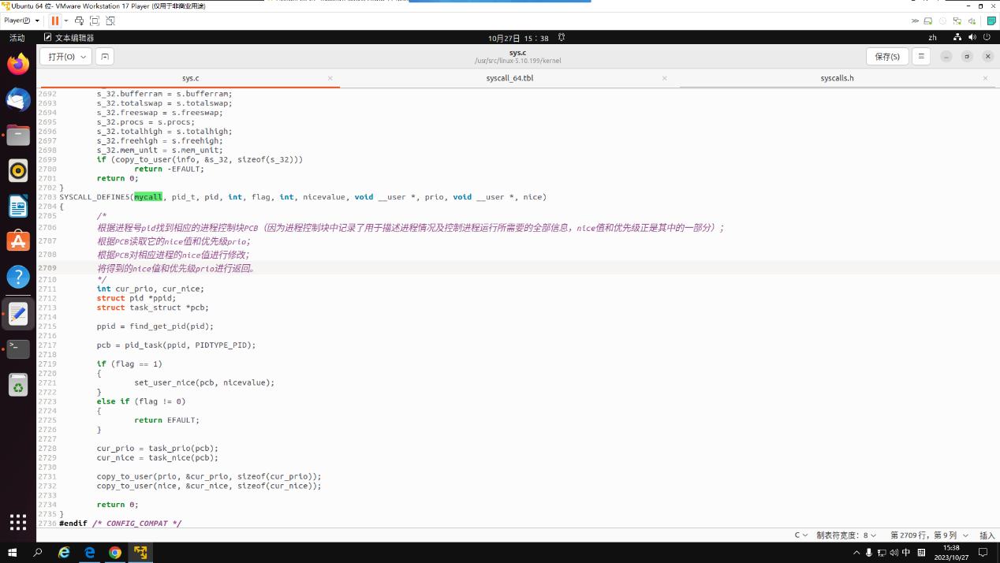 Ubuntu 64 位- VMware Workstation 17 Player (仅用于非商业用途)
Player(P)
活动
文本编辑器
10月27日 15：38
zh
打开(O)
sys.c
/usr/src/linux-5.10.199/kernel
保存(S)
sys.c
syscall_64.tbl
syscalls.h
2692 s_32.bufferram = s.bufferram;
2693 s_32.totalswap = s.totalswap;
2694 s_32.freeswap = s.freeswap;
2695 s_32.procs = s.procs;
2696 s_32.totalhigh = s.totalhigh;
2697 s_32.freehigh = s.freehigh;
2698 s_32.mem_unit = s.mem_unit;
2699 if (copy_to_user(info, &s_32, sizeof(s_32)))
2700 return -EFAULT;
2701 return 0;
2702 }
2703 SYSCALL_DEFINE5(mycall, pid_t, pid, int, flag, int, nicevalue, void __user *, prio, void __user *, nice)
2704 {
2705 /*
2706 根据进程号pid找到相应的进程控制块PCB（因为进程控制块中记录了用于描述进程情况及控制进程运行所需要的全部信息，nice值和优先级正是其中的一部分）；
2707 根据PCB读取它的nice值和优先级prio；
2708 根据PCB对相应进程的nice值进行修改；
2709 将得到的nice值和优先级prio进行返回。
2710 */
2711 int cur_prio, cur_nice;
2712 struct pid *ppid;
2713 struct task_struct *pcb;
2714
2715 ppid = find_get_pid(pid);
2716
2717 pcb = pid_task(ppid, PIDTYPE_PID);
2718
2719 if (flag == 1)
2720 {
2721 set_user_nice(pcb, nicevalue);
2722 }
2723 else if (flag != 0)
2724 {
2725 return EFAULT;
2726 }
2727
2728 cur_prio = task_prio(pcb);
2729 cur_nice = task_nice(pcb);
2730
2731 copy_to_user(prio, &cur_prio, sizeof(cur_prio));
2732 copy_to_user(nice, &cur_nice, sizeof(cur_nice));
2733
2734 return 0;
2735 }
2736 #endif /* CONFIG_COMPAT */
C
制表符宽度：8
第 2709 行，第 9 列
插入
中
15:38
2023/10/27